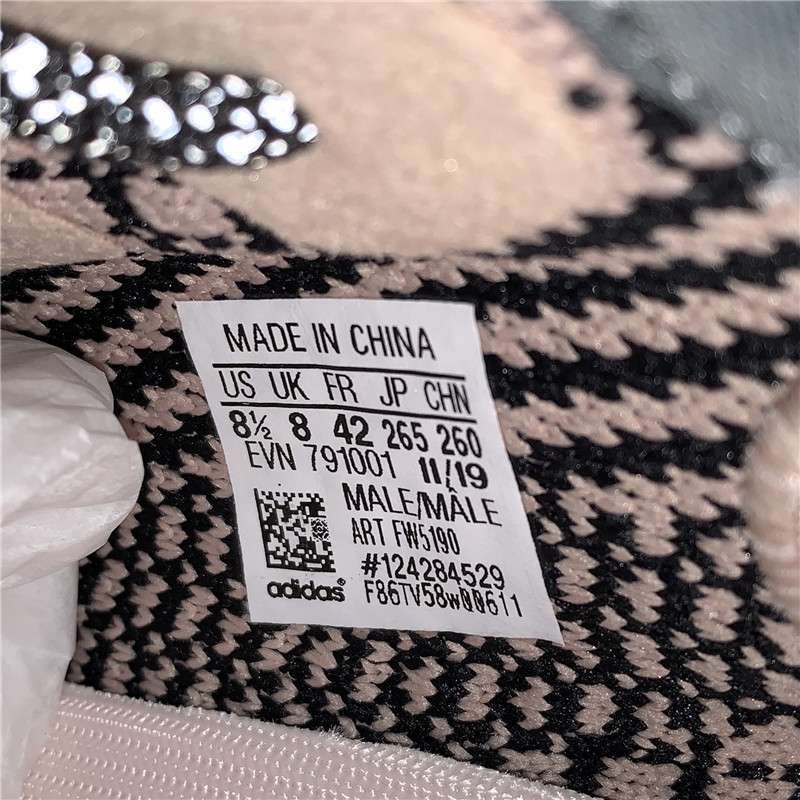 MADE IN CHINA
US UK FR JP CHN
8½ 8 42 265 260
EVN 791001 11/19
MALE/MÂLE
ART FW5190
#124284529
adidas® F86TV58W00611